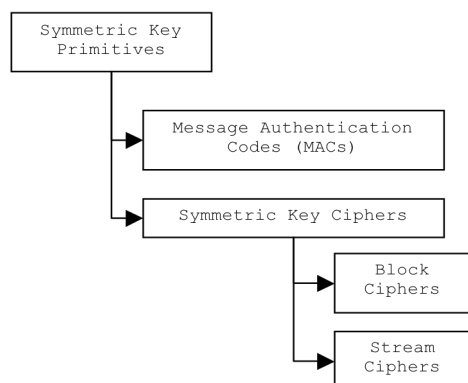 Symmetric Key
Primitives
Message Authentication
Codes (MACs)
Symmetric Key Ciphers
Block
Ciphers
Stream
Ciphers